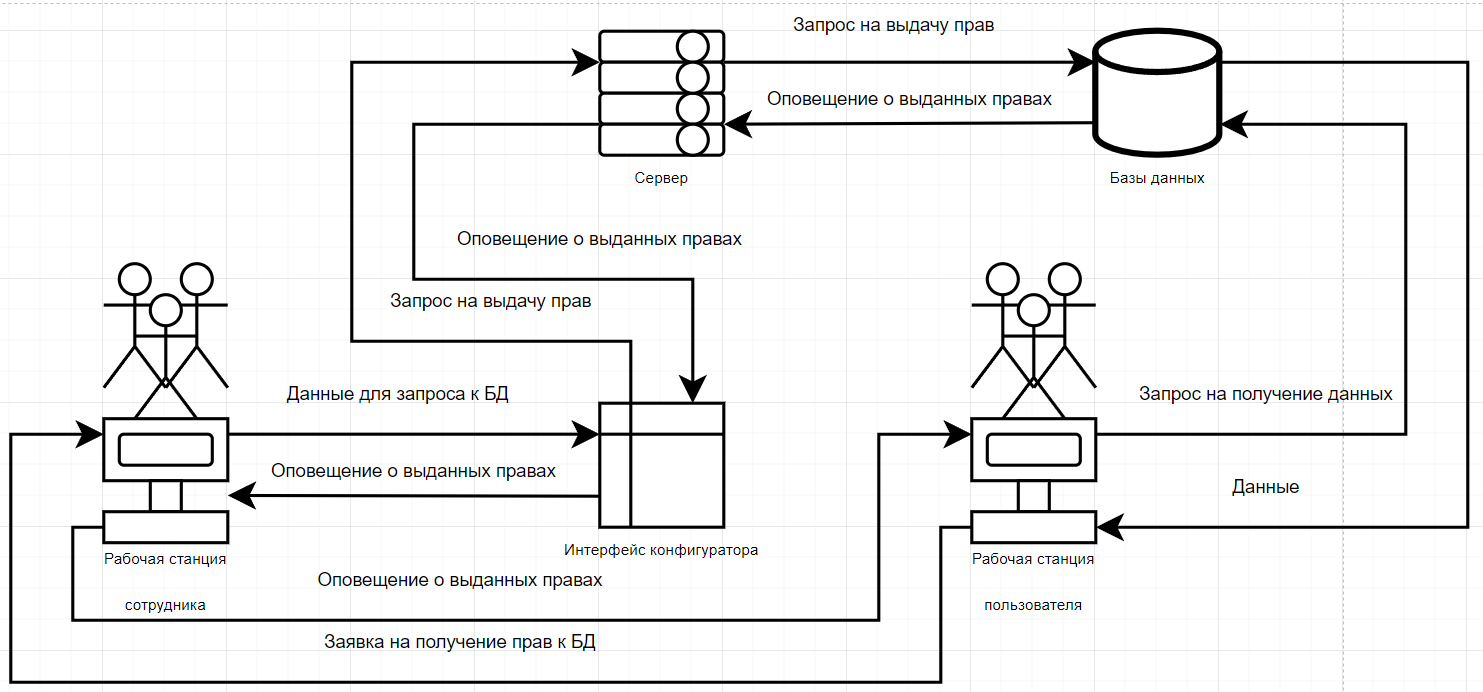 Запрос на выдачу прав
Оповещение о выданных правах
Сервер
Базы данных
Оповещение о выданных правах
Запрос на выдачу прав
Данные для запроса к БД
Запрос на получение данных
Оповещение о выданных правах
Данные
Интерфейс конфигуратора
Рабочая станция
сотрудника
Рабочая станция
пользователя
Оповещение о выданных правах
Заявка на получение прав к БД